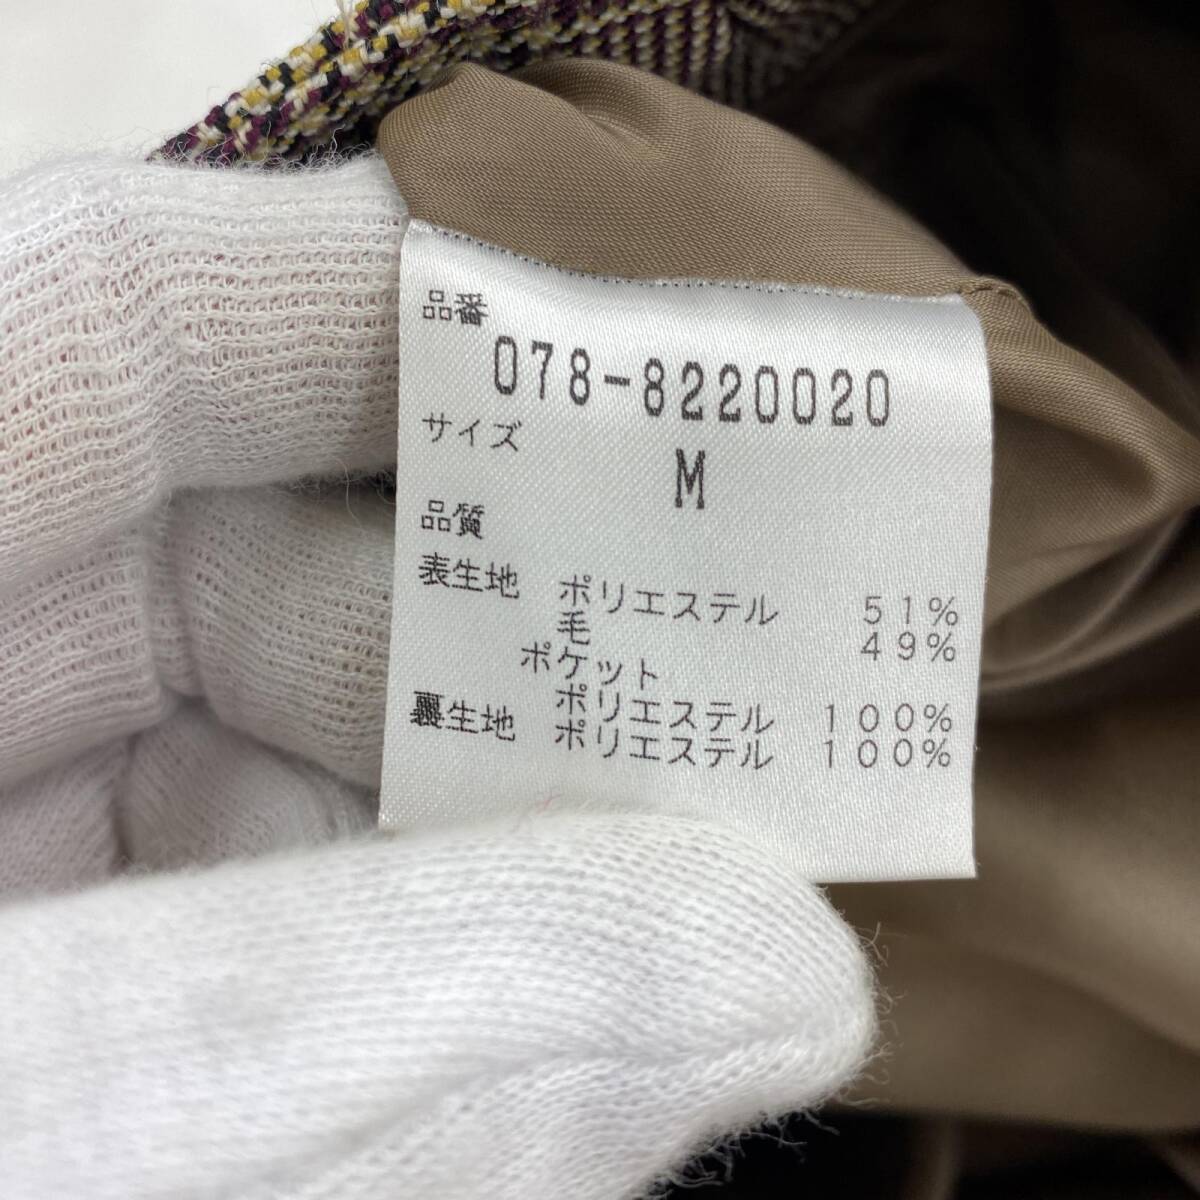 品番
078-8220020
サイズ
M
品質
表生地 ポリエステル 51%
毛 49%
ポケット
ポリエステル 100%
裏生地 ポリエステル 100%